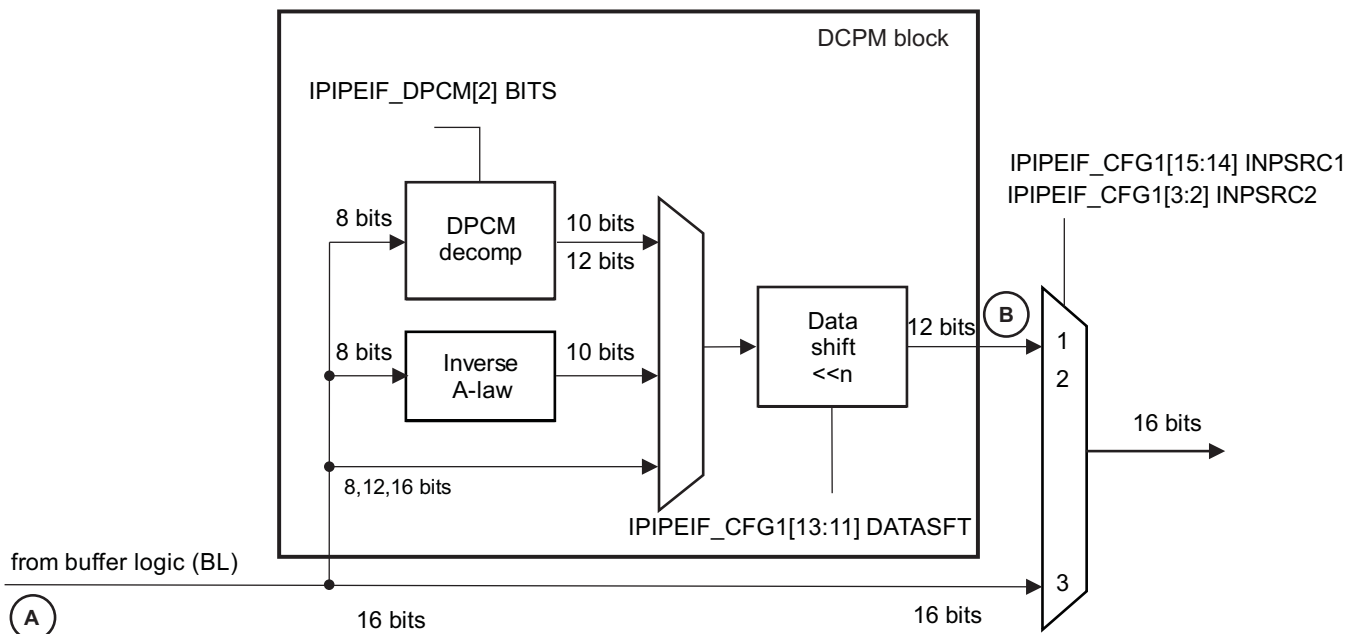 DCPM block
IPIPEIF_DPCM[2] BITS
IPIPEIF_CFG1[15:14] INPSRC1
IPIPEIF_CFG1[3:2] INPSRC2
8 bits
DPCM
decomp
10 bits
12 bits
8 bits
Inverse
A-law
10 bits
8,12,16 bits
Data
shift
<<n
12 bits
B
1
2
3
16 bits
IPIPEIF_CFG1[13:11] DATASFT
from buffer logic (BL)
A
16 bits
16 bits